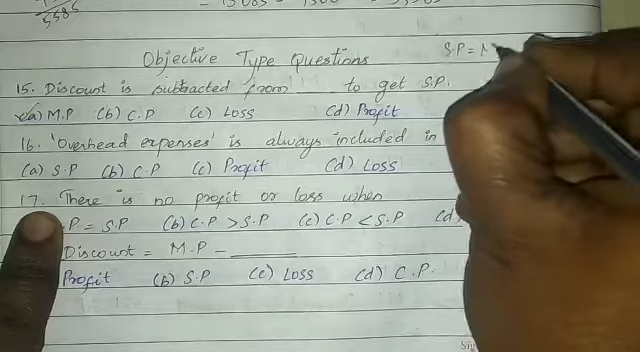 5585
Objective Type Questions
S.P =
15. Discount is subtracted from to get S.P.
(a) M.P (b) C.P (c) Loss (d) Profit
16. 'Overhead expenses' is always included in
(a) S.P (b) C.P (c) Profit (d) Loss
17. There is no profit or loss when
.P = S.P (b) C.P > S.P (c) C.P < S.P (d)
Discount = M.P - ______
Profit (b) S.P (c) Loss (d) C.P.